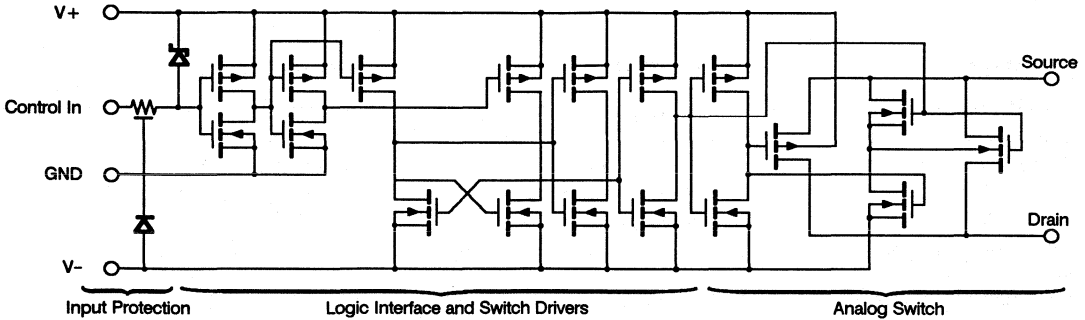 V+
Source
Control In
GND
Drain
V-
Input Protection
Logic Interface and Switch Drivers
Analog Switch